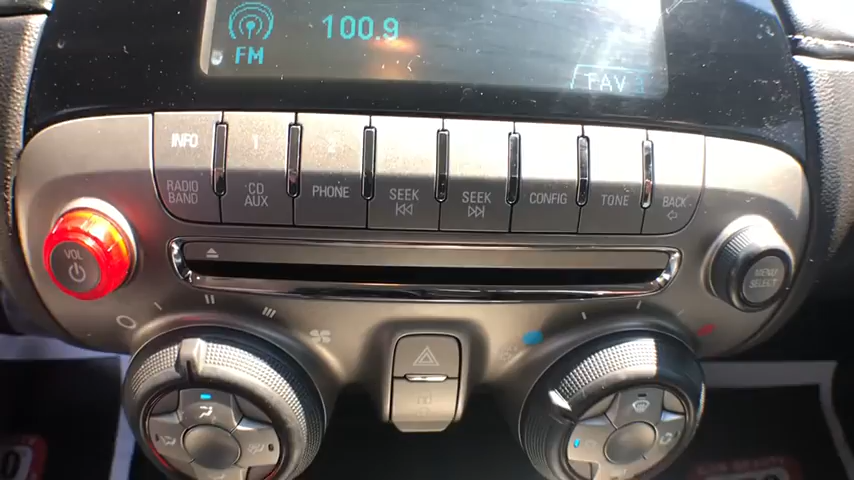 100.9
FM
FAV
INFO
1
2
RADIO
BAND
CD
AUX
PHONE
SEEK
SEEK
CONFIG
TONE
BACK
VOL
MENU
SELECT